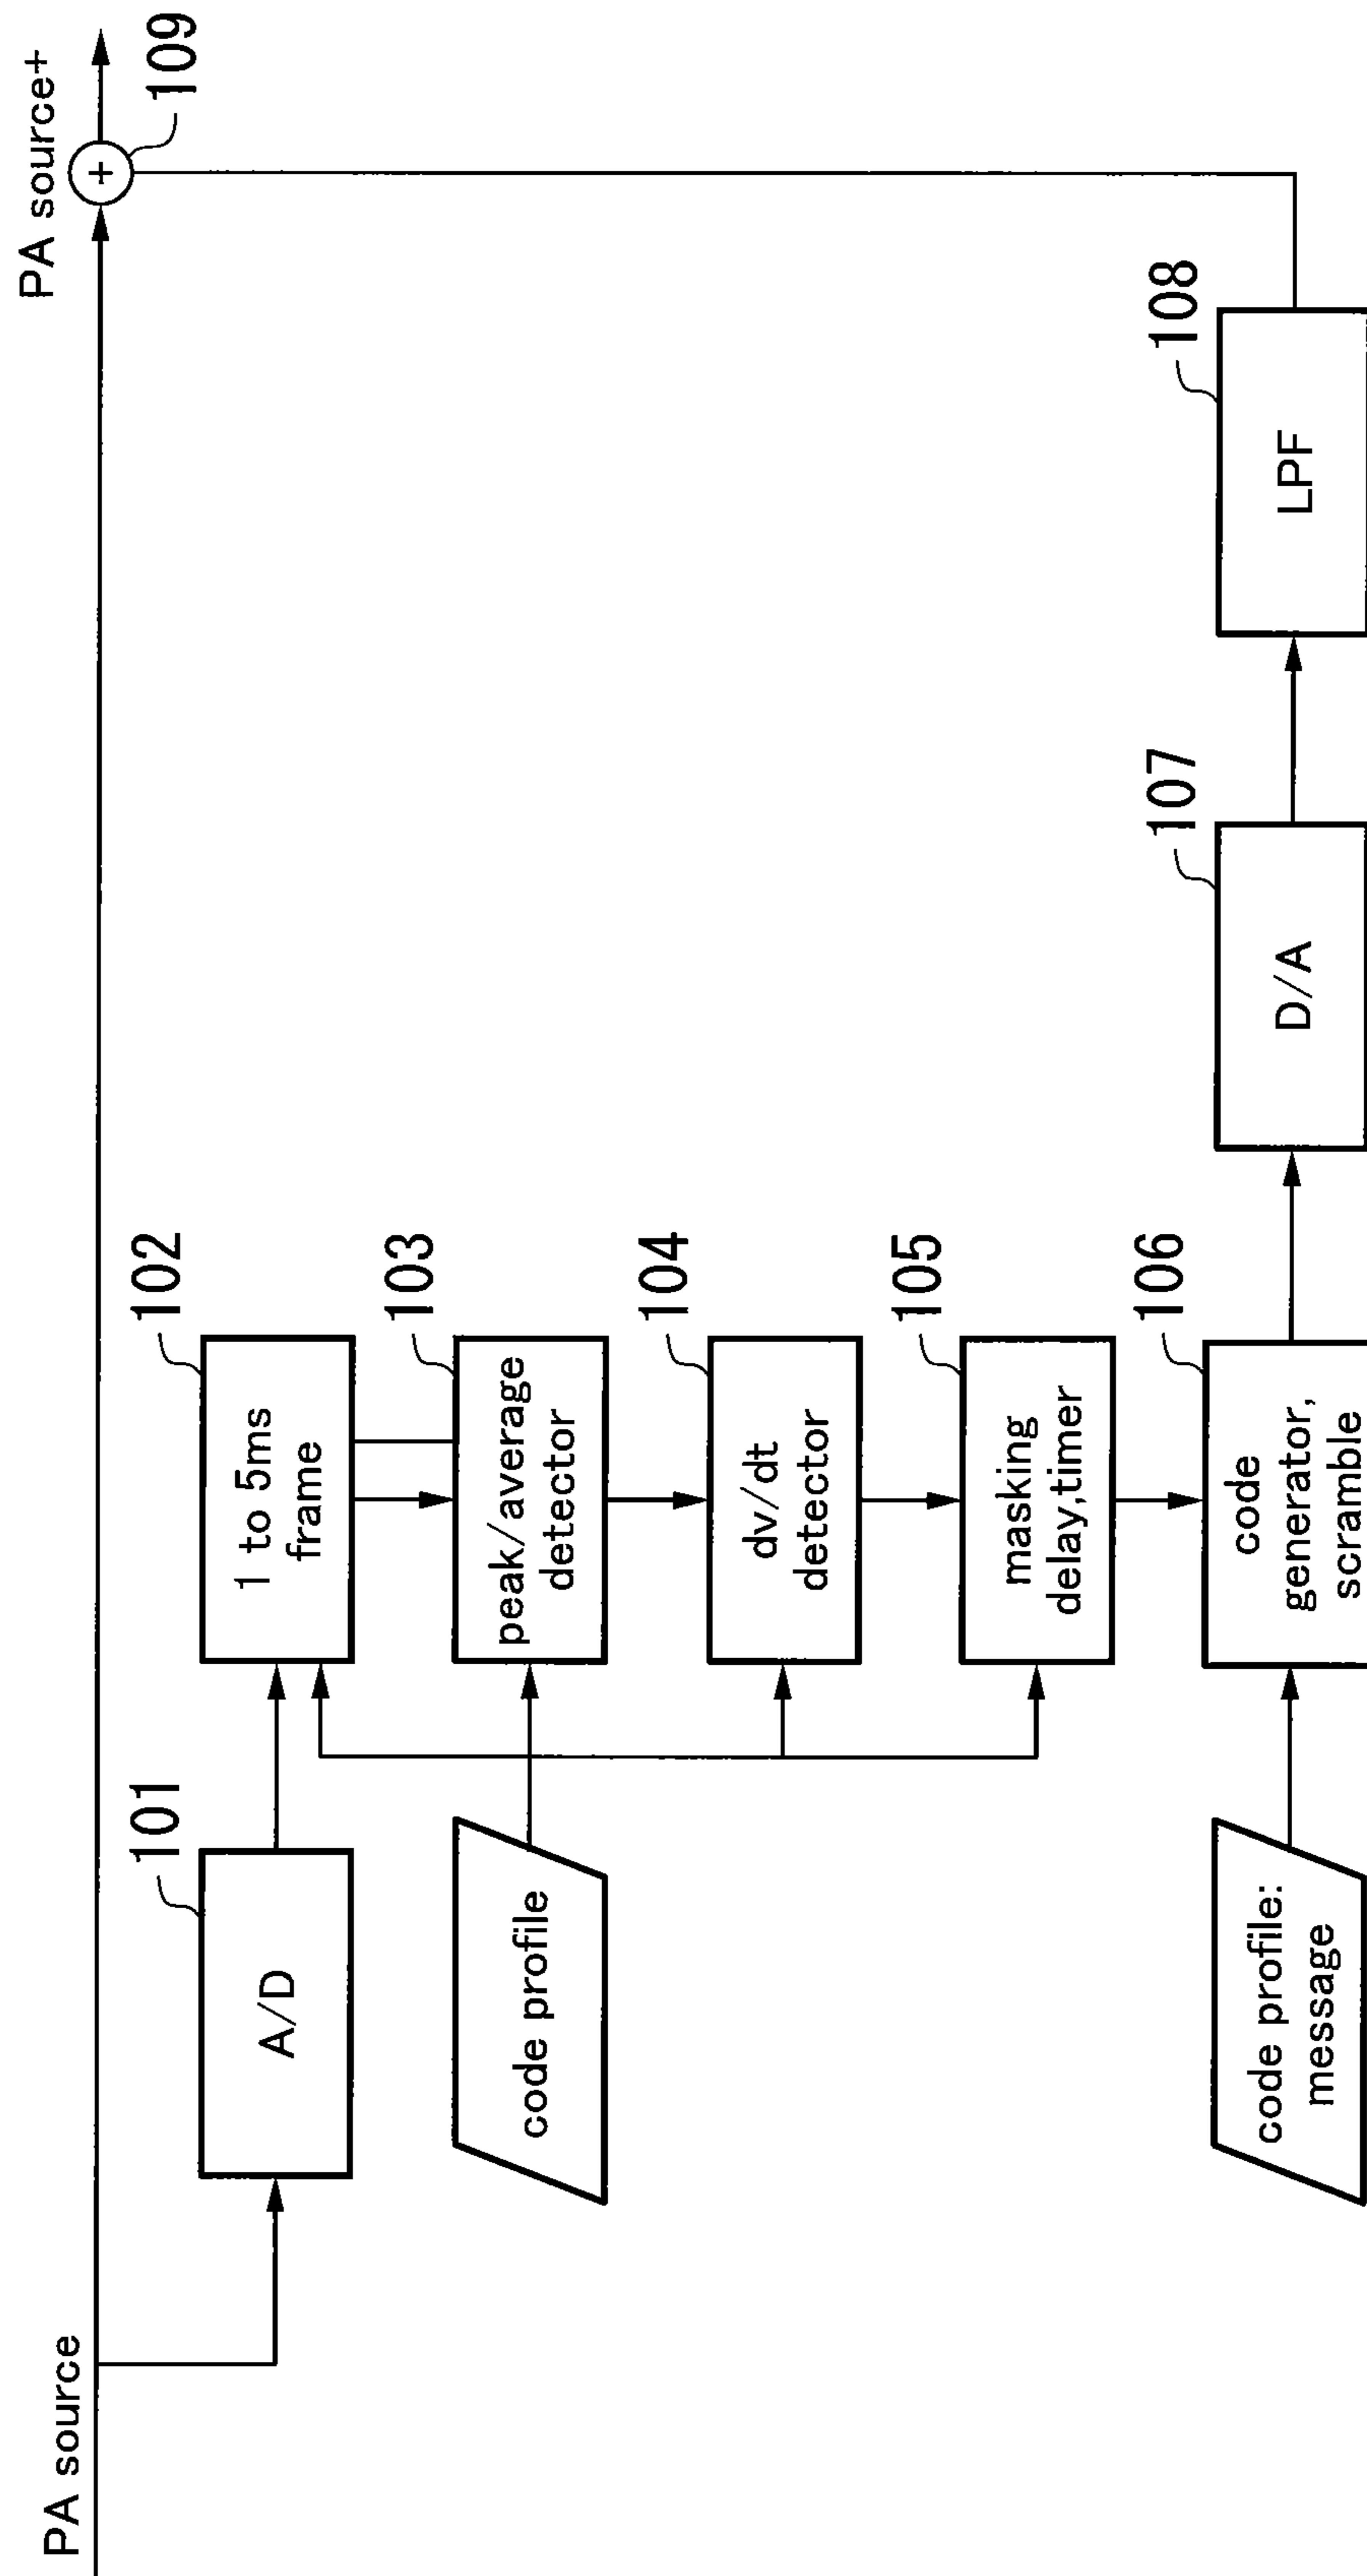 PA source
PA source+
109
101
A/D
102
1 to 5ms
frame
code profile
103
peak/average
detector
104
dv/dt
detector
105
masking
delay,timer
code profile:
message
106
code
generator,
scramble
107
D/A
108
LPF